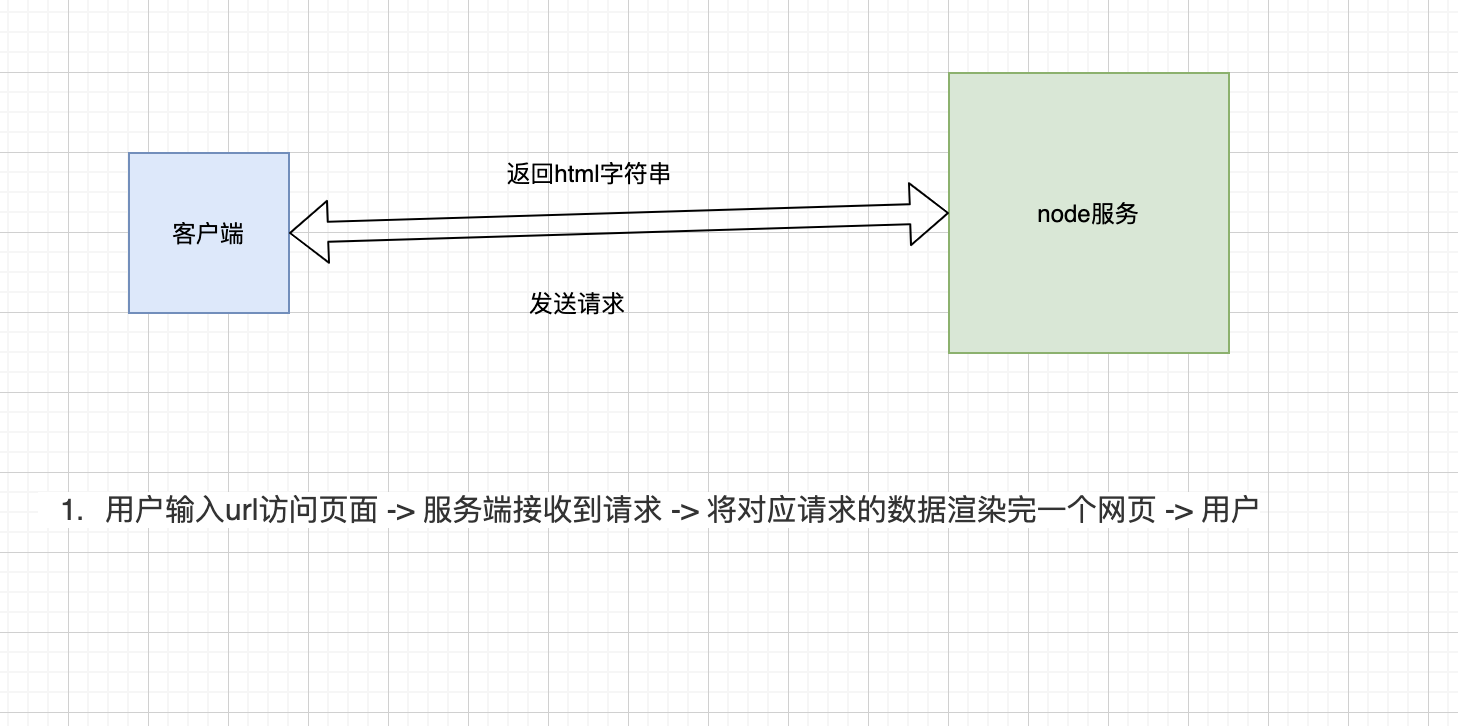 返回html字符串
客户端
node服务
发送请求
1. 用户输入url访问页面 -> 服务端接收到请求 -> 将对应请求的数据渲染完一个网页 -> 用户